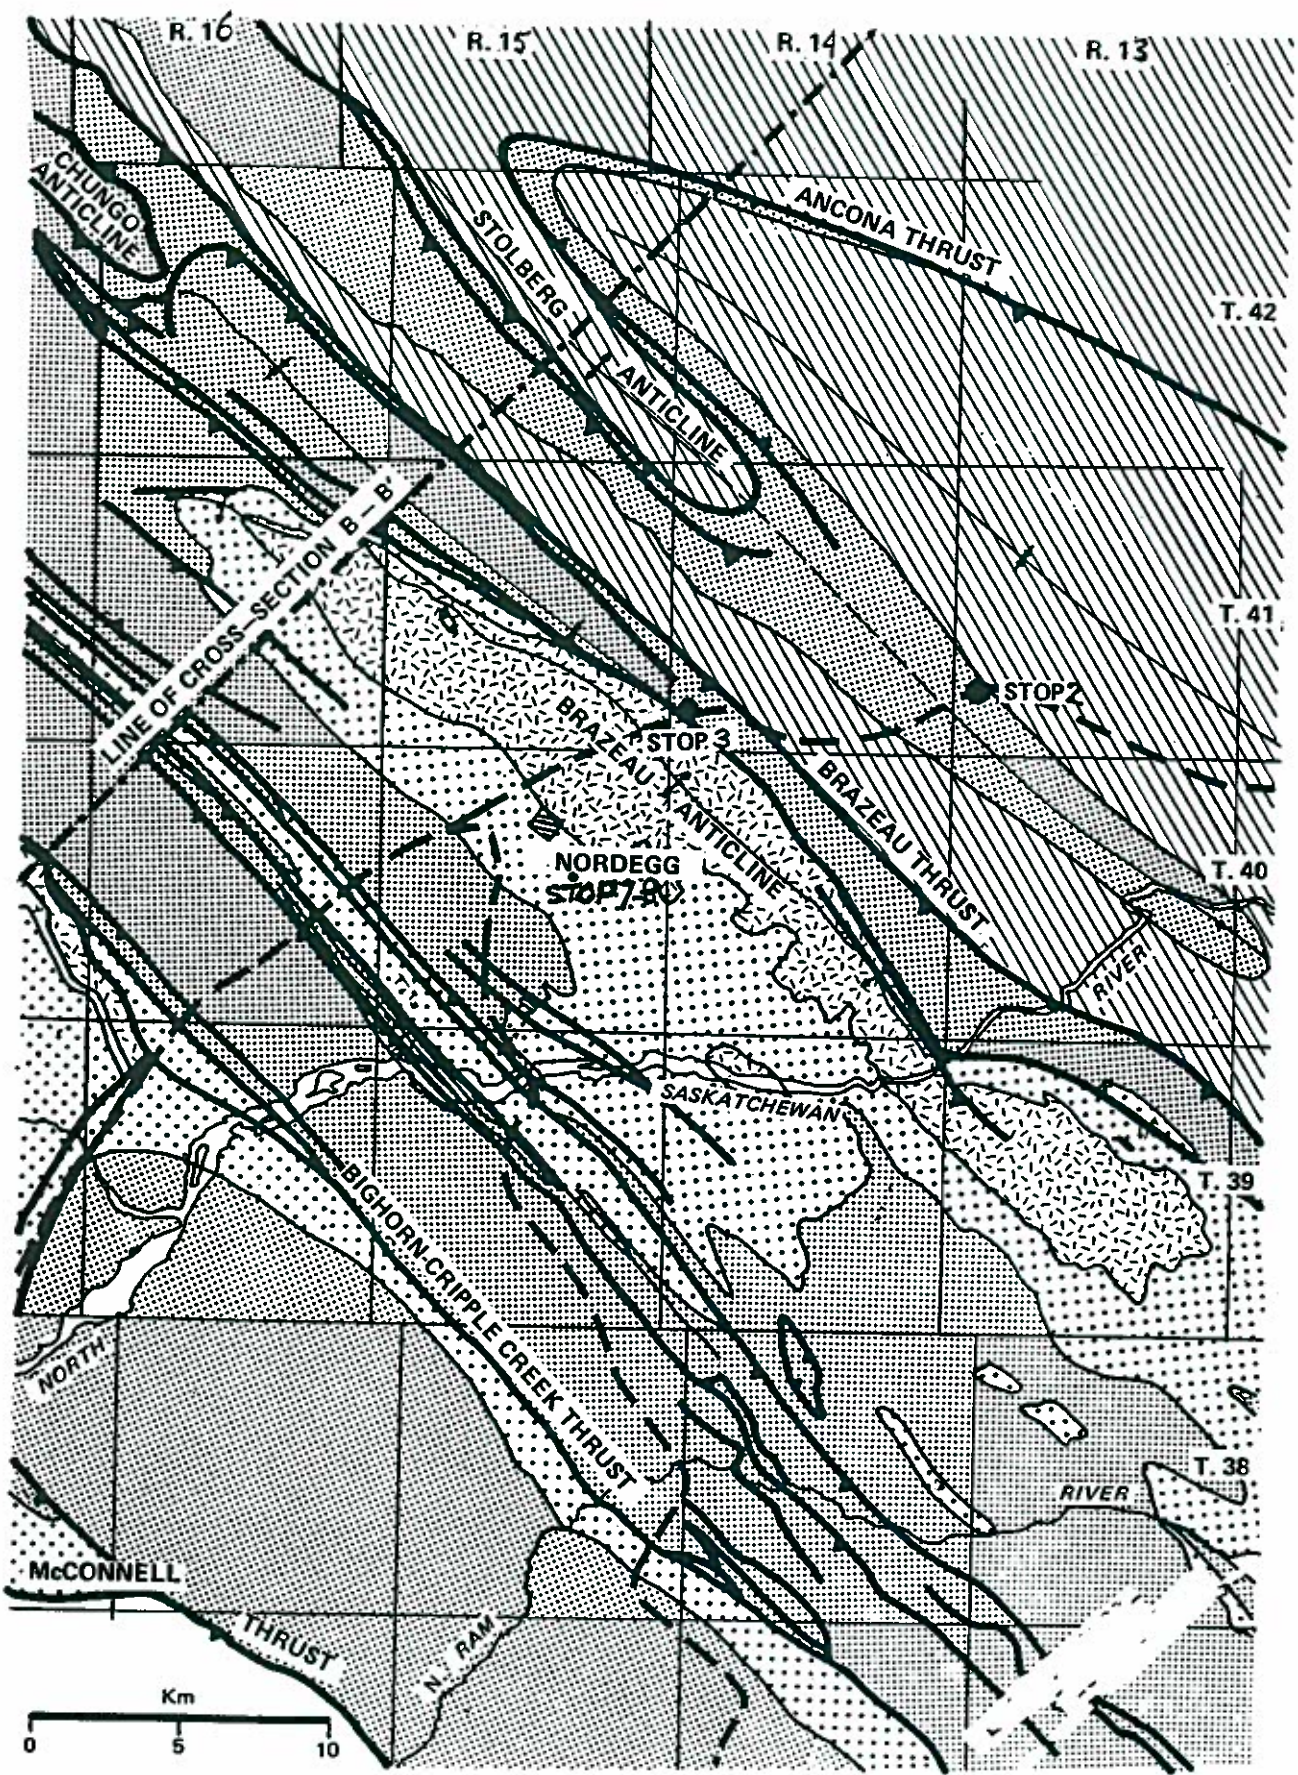 R. 16
R. 15
R. 14
R. 13
CHUNGO
ANTICLINE
STOLBERG
ANTICLINE
ANCONA THRUST
T. 42
LINE OF CROSS-SECTION B – B'
T. 41
STOP 2
STOP 3
BRAZEAU ANTICLINE
BRAZEAU THRUST
NORDEGG
T. 40
RIVER
SASKATCHEWAN
T. 39
BIGHORN-CRIPPLE CREEK THRUST
NORTH
T. 38
RIVER
McCONNELL
THRUST
N. RAM
Km
0 5 10